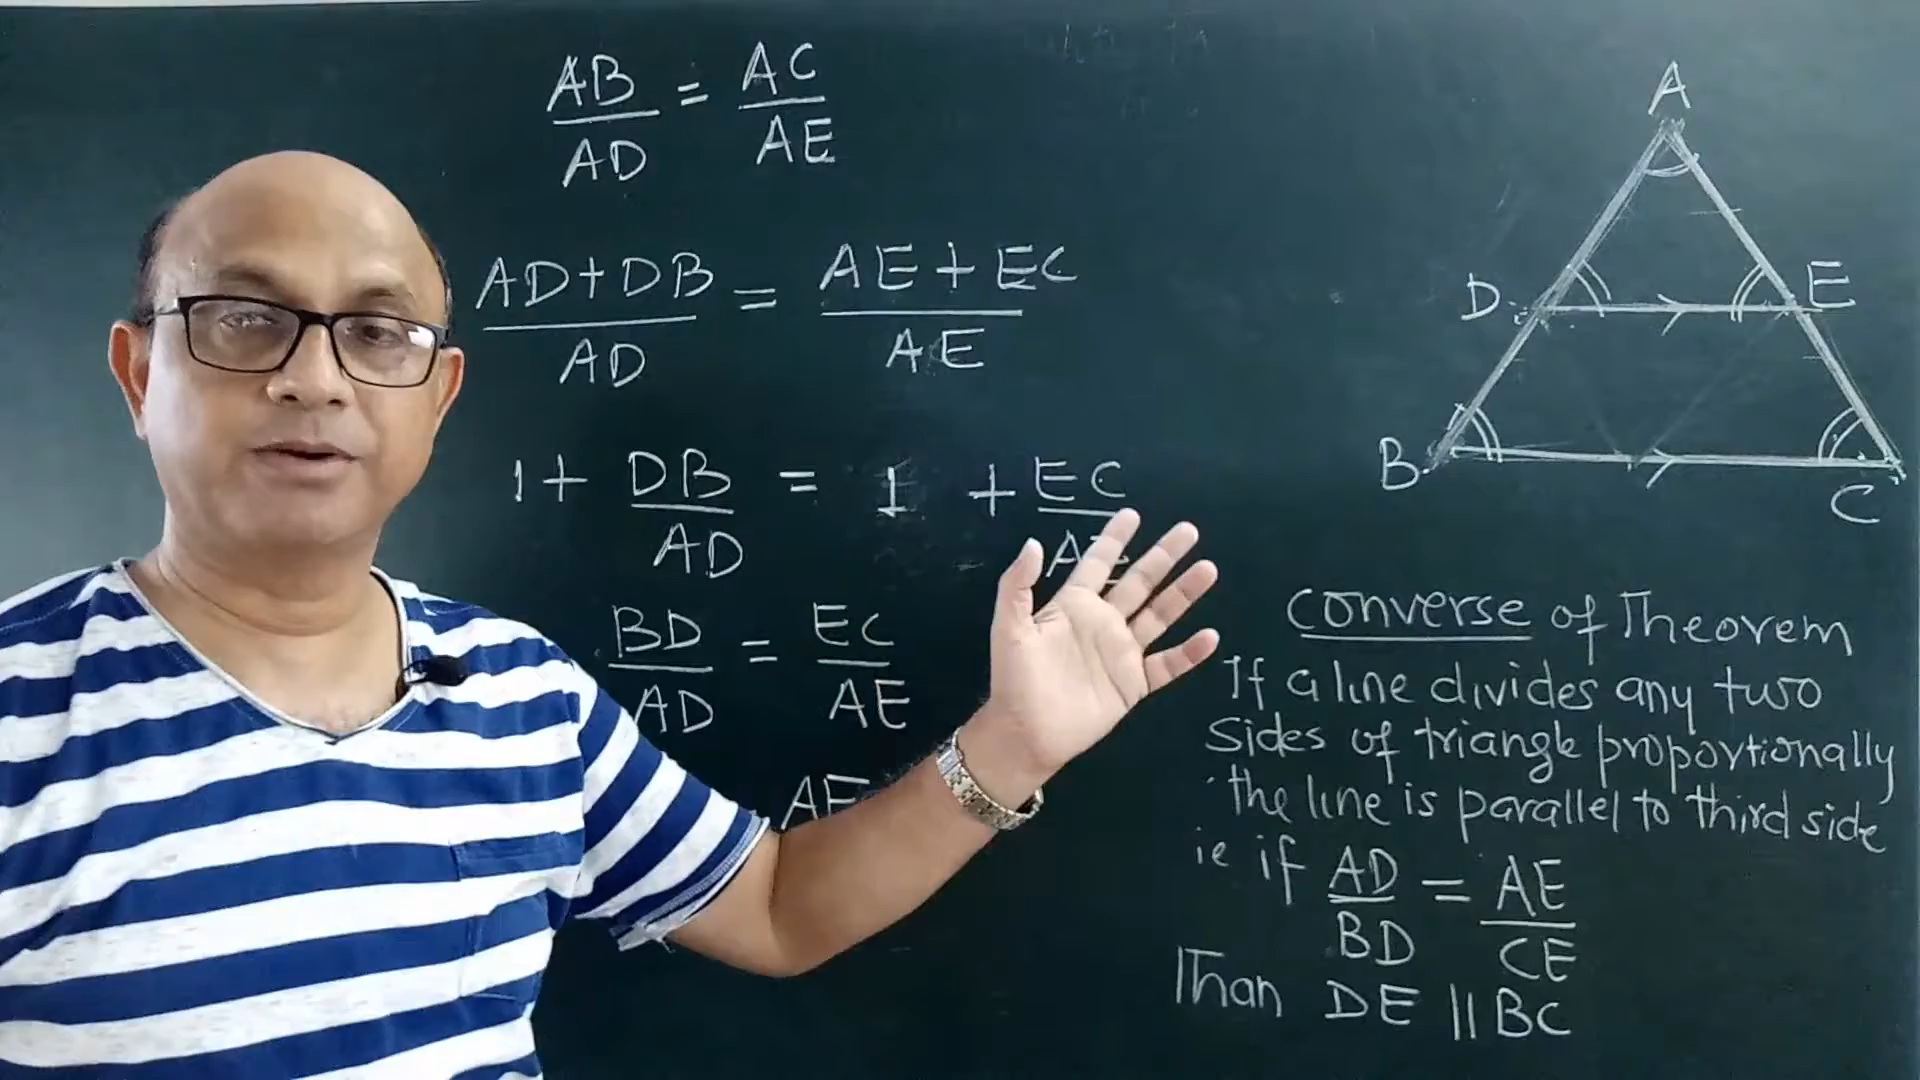 AB/AD = AC/AE
AD+DB/AD = AE+EC/AE
1+ DB/AD = 1 + EC/AE
BD/AD = EC/AE
AE
A
D
E
B
C
Converse of Theorem
If a line divides any two
sides of triangle proportionally
the line is parallel to third side
ie if AD/BD = AE/CE
Than DE || BC